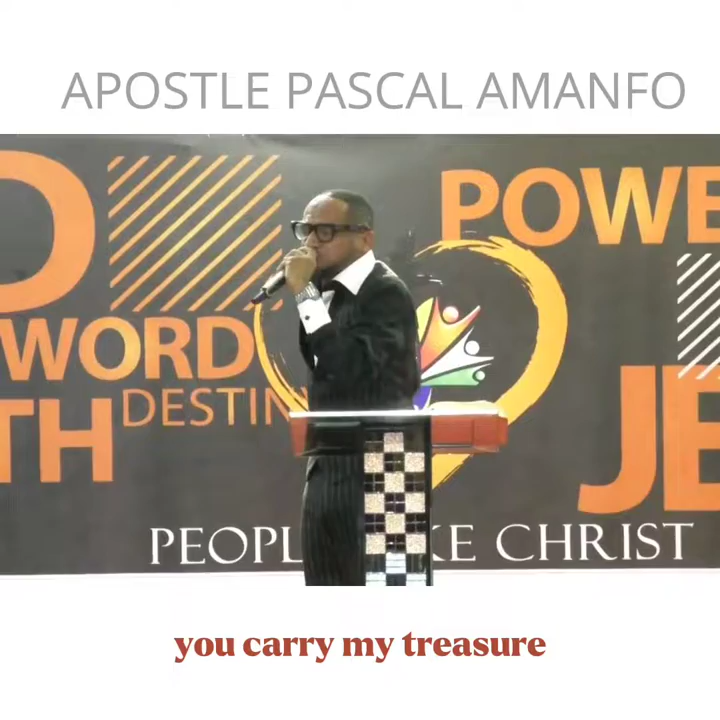 APOSTLE PASCAL AMANFO
POWE
WORD
DESTIN
TH
JE
PEOPL KE CHRIST
you carry my treasure